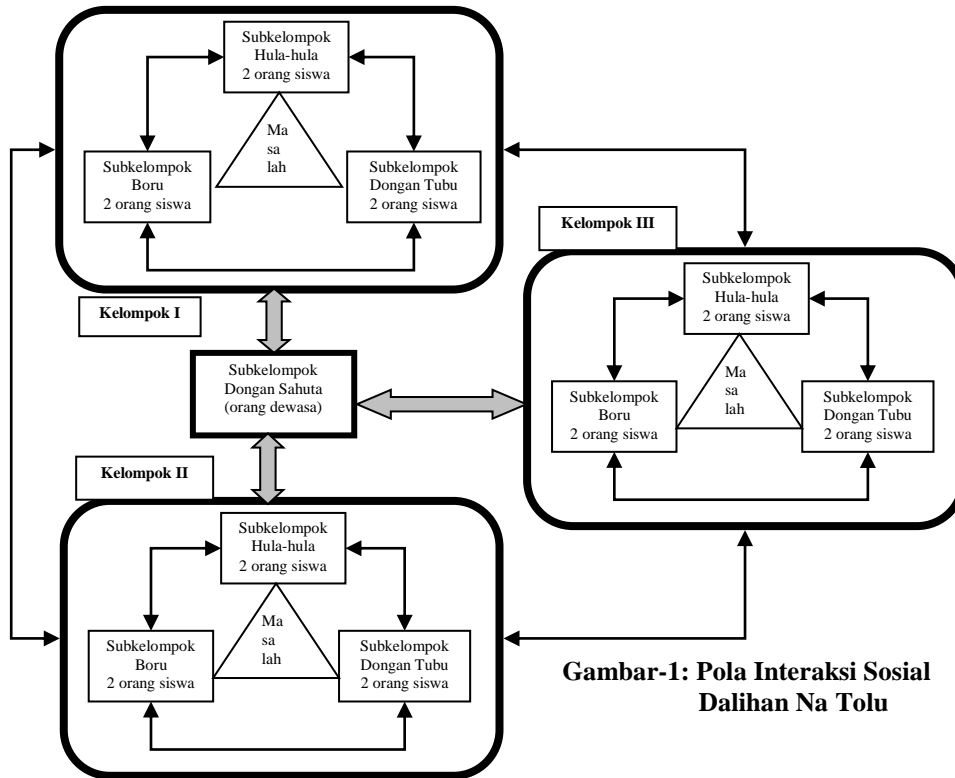 Subkelompok
Hula-hula
2 orang siswa
Ma
sa
lah
Subkelompok
Boru
2 orang siswa
Subkelompok
Dongan Tubu
2 orang siswa
Kelompok I
Kelompok III
Subkelompok
Hula-hula
2 orang siswa
Ma
sa
lah
Subkelompok
Boru
2 orang siswa
Subkelompok
Dongan Tubu
2 orang siswa
Subkelompok
Dongan Sahuta
(orang dewasa)
Kelompok II
Subkelompok
Hula-hula
2 orang siswa
Ma
sa
lah
Subkelompok
Boru
2 orang siswa
Subkelompok
Dongan Tubu
2 orang siswa
Gambar-1: Pola Interaksi Sosial
Dalihan Na Tolu